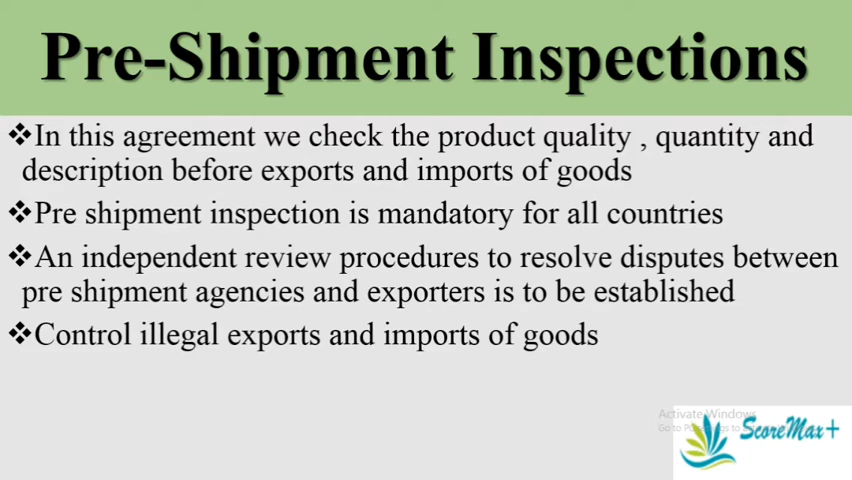 Pre-Shipment Inspections
❖In this agreement we check the product quality , quantity and
description before exports and imports of goods
❖Pre shipment inspection is mandatory for all countries
❖An independent review procedures to resolve disputes between
pre shipment agencies and exporters is to be established
❖Control illegal exports and imports of goods
Activate Windows
Go to
ScoreMax+